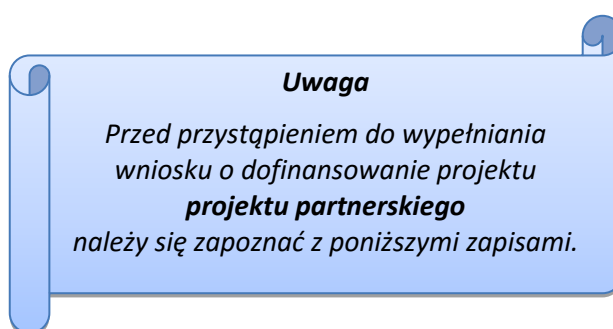 Uwaga
Przed przystąpieniem do wypełniania
wniosku o dofinansowanie projektu
projektu partnerskiego
należy się zapoznać z poniższymi zapisami.